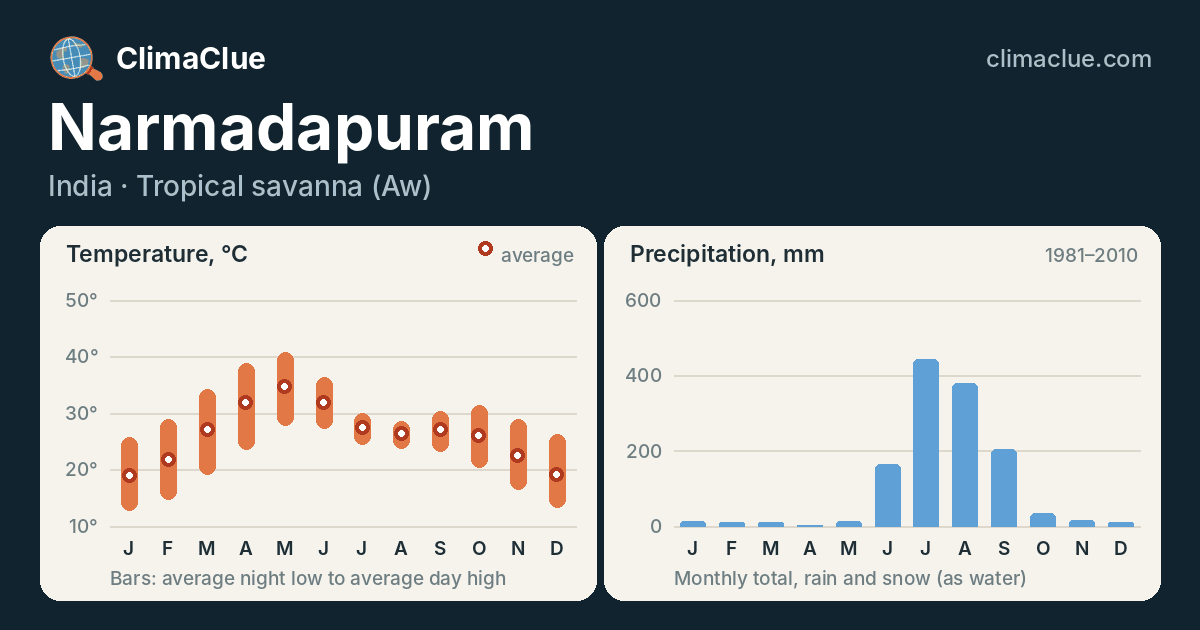 ClimaClue
climaclue.com
Narmadapuram
India · Tropical savanna (Aw)
Temperature, °C
average
50°
40°
30°
20°
10°
J F M A M J J A S O N D
Bars: average night low to average day high
Precipitation, mm
1981–2010
600
400
200
0
J F M A M J J A S O N D
Monthly total, rain and snow (as water)